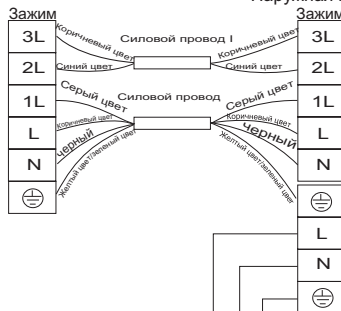 Зажим
Зажим
3L
Коричневый цвет
Силовой провод I
Коричневый цвет
3L
2L
Синий цвет
Синий цвет
2L
1L
Серый цвет
Силовой провод
Серый цвет
1L
L
Коричневый цвет
Коричневый цвет
L
N
черный
черный
N
Желтый цвет/зеленый цвет
Желтый цвет/зеленый цвет
L
N